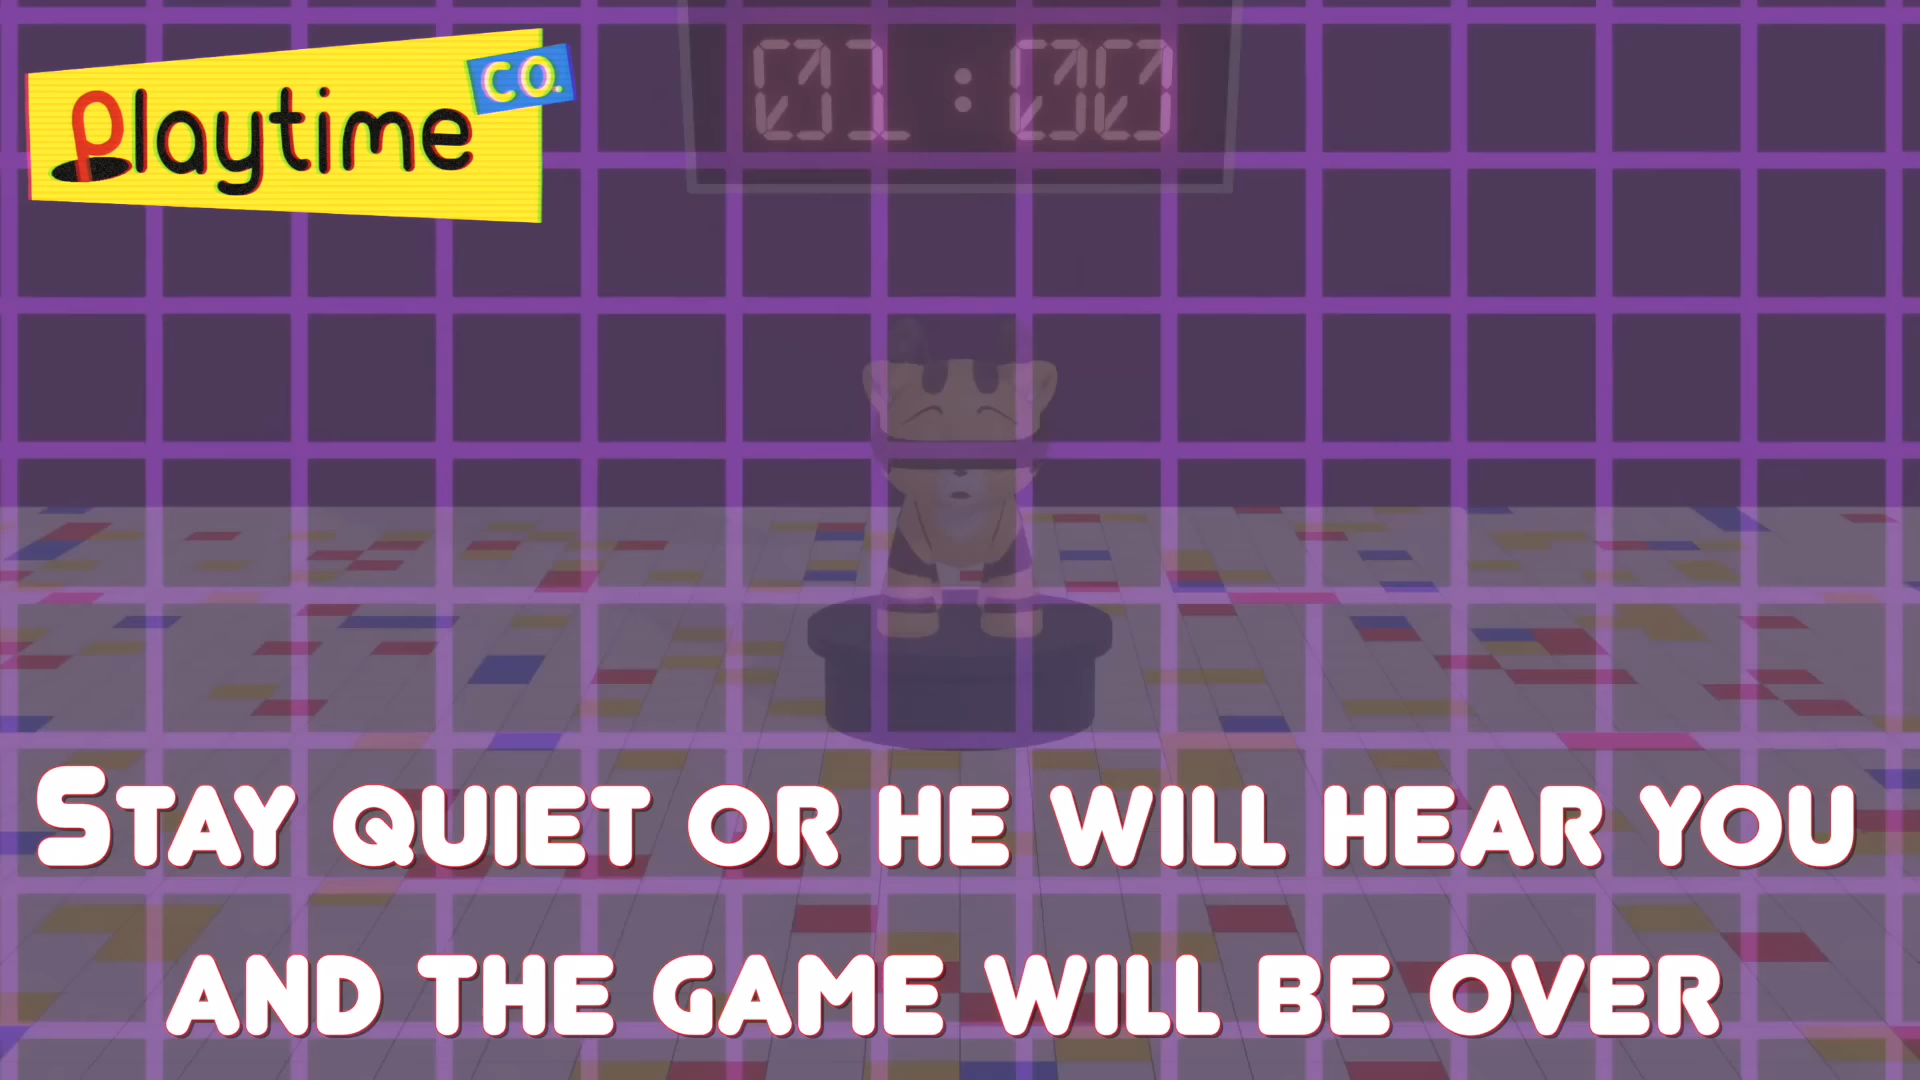 Playtime CO.
01:00
STAY QUIET OR HE WILL HEAR YOU
AND THE GAME WILL BE OVER